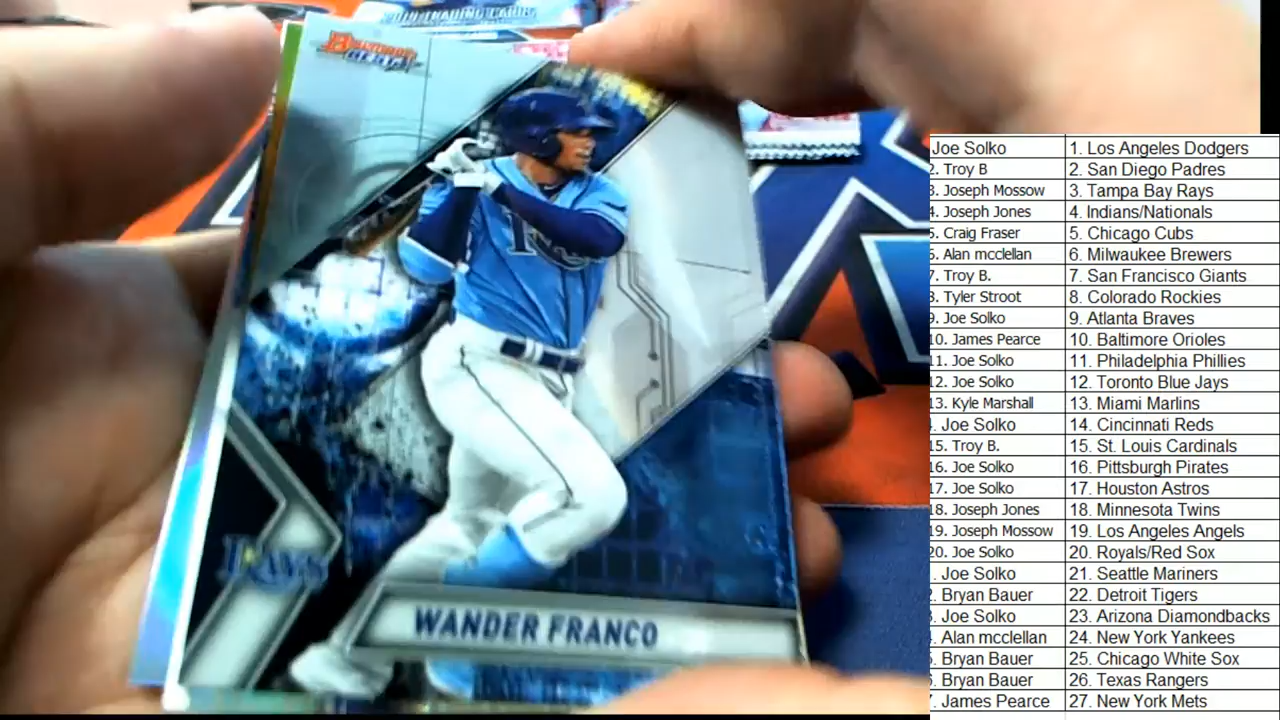 2019 TRADING CARDS
BOWMAN'S BEST
RAYS
WANDER FRANCO
Joe Solko 1. Los Angeles Dodgers
2. Troy B 2. San Diego Padres
3. Joseph Mossow 3. Tampa Bay Rays
4. Joseph Jones 4. Indians/Nationals
5. Craig Fraser 5. Chicago Cubs
6. Alan mcclellan 6. Milwaukee Brewers
7. Troy B. 7. San Francisco Giants
8. Tyler Stroot 8. Colorado Rockies
9. Joe Solko 9. Atlanta Braves
10. James Pearce 10. Baltimore Orioles
11. Joe Solko 11. Philadelphia Phillies
12. Joe Solko 12. Toronto Blue Jays
13. Kyle Marshall 13. Miami Marlins
. Joe Solko 14. Cincinnati Reds
15. Troy B. 15. St. Louis Cardinals
16. Joe Solko 16. Pittsburgh Pirates
17. Joe Solko 17. Houston Astros
18. Joseph Jones 18. Minnesota Twins
19. Joseph Mossow 19. Los Angeles Angels
20. Joe Solko 20. Royals/Red Sox
. Joe Solko 21. Seattle Mariners
2. Bryan Bauer 22. Detroit Tigers
3. Joe Solko 23. Arizona Diamondbacks
4. Alan mcclellan 24. New York Yankees
5. Bryan Bauer 25. Chicago White Sox
6. Bryan Bauer 26. Texas Rangers
7. James Pearce 27. New York Mets